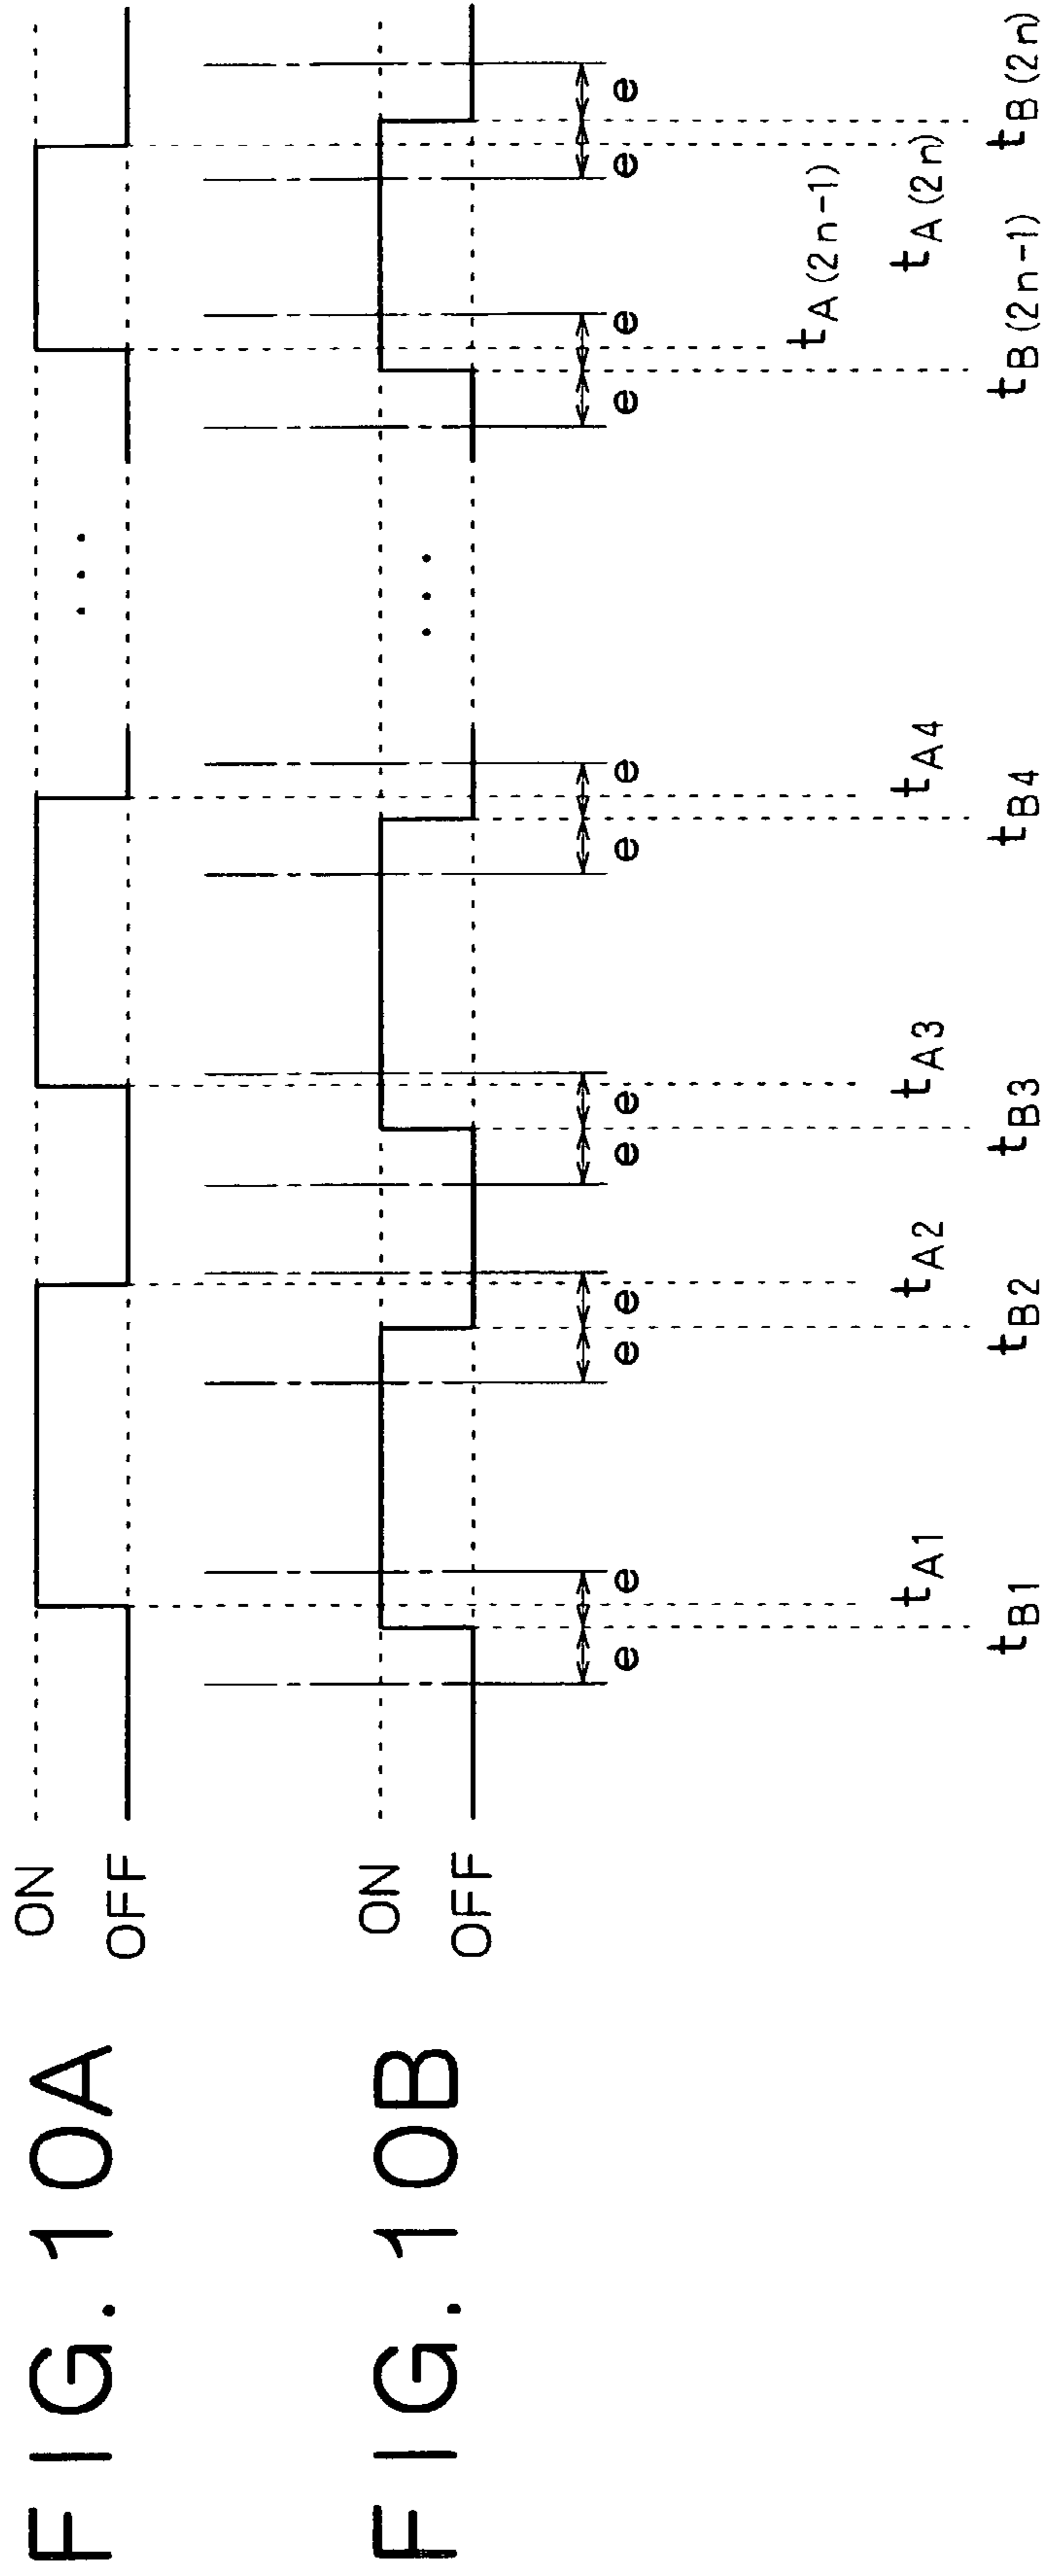 FIG. 10A
ON
OFF
. . .
FIG. 10B
ON
OFF
. . .
e e e e e e e e e e e e
tA(2n-1)
tA1 tA2 tA3 tA4 tA(2n)
tB1 tB2 tB3 tB4 tB(2n-1) tB(2n)